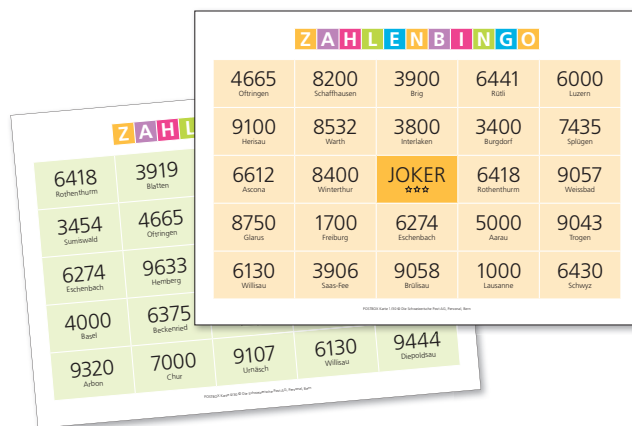 ZAHLENBINGO
4665 8200 3900 6441 6000
Oftringen Schaffhausen Brig Rütli Luzern
9100 8532 3800 3400 7435
Herisau Warth Interlaken Burgdorf Splügen
6612 8400 JOKER 6418 9057
Ascona Winterthur Rothenthurm Weissbad
8750 1700 6274 5000 9043
Glarus Freiburg Eschenbach Aarau Trogen
6130 3906 9058 1000 6430
Willisau Saas-Fee Brülisau Lausanne Schwyz
ZAHL
6418 3919
Rothenthurm Blatten
3454 4665
Sumiswald Oftringen
6274 9633
Eschenbach Hemberg
4000 6375
Basel Beckenried
9320 7000 9107 6130 9444
Arbon Chur Urnäsch Willisau Diepoldsau